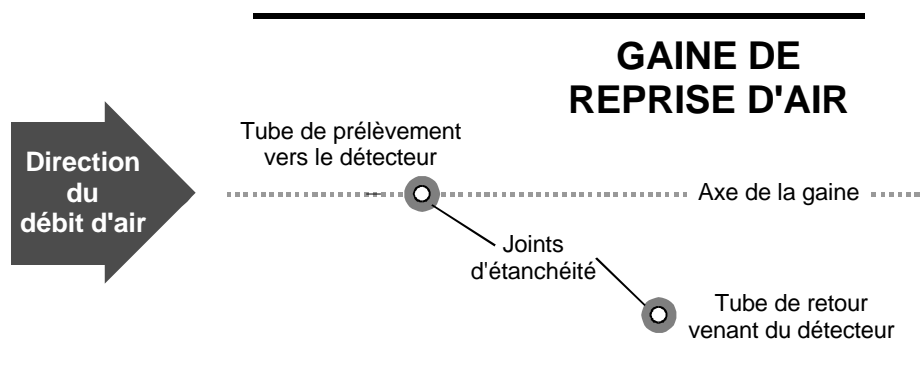 GAINE DE
REPRISE D'AIR
Tube de prélèvement
vers le détecteur
Direction
du
débit d'air
Axe de la gaine
Joints
d'étanchéité
Tube de retour
venant du détecteur